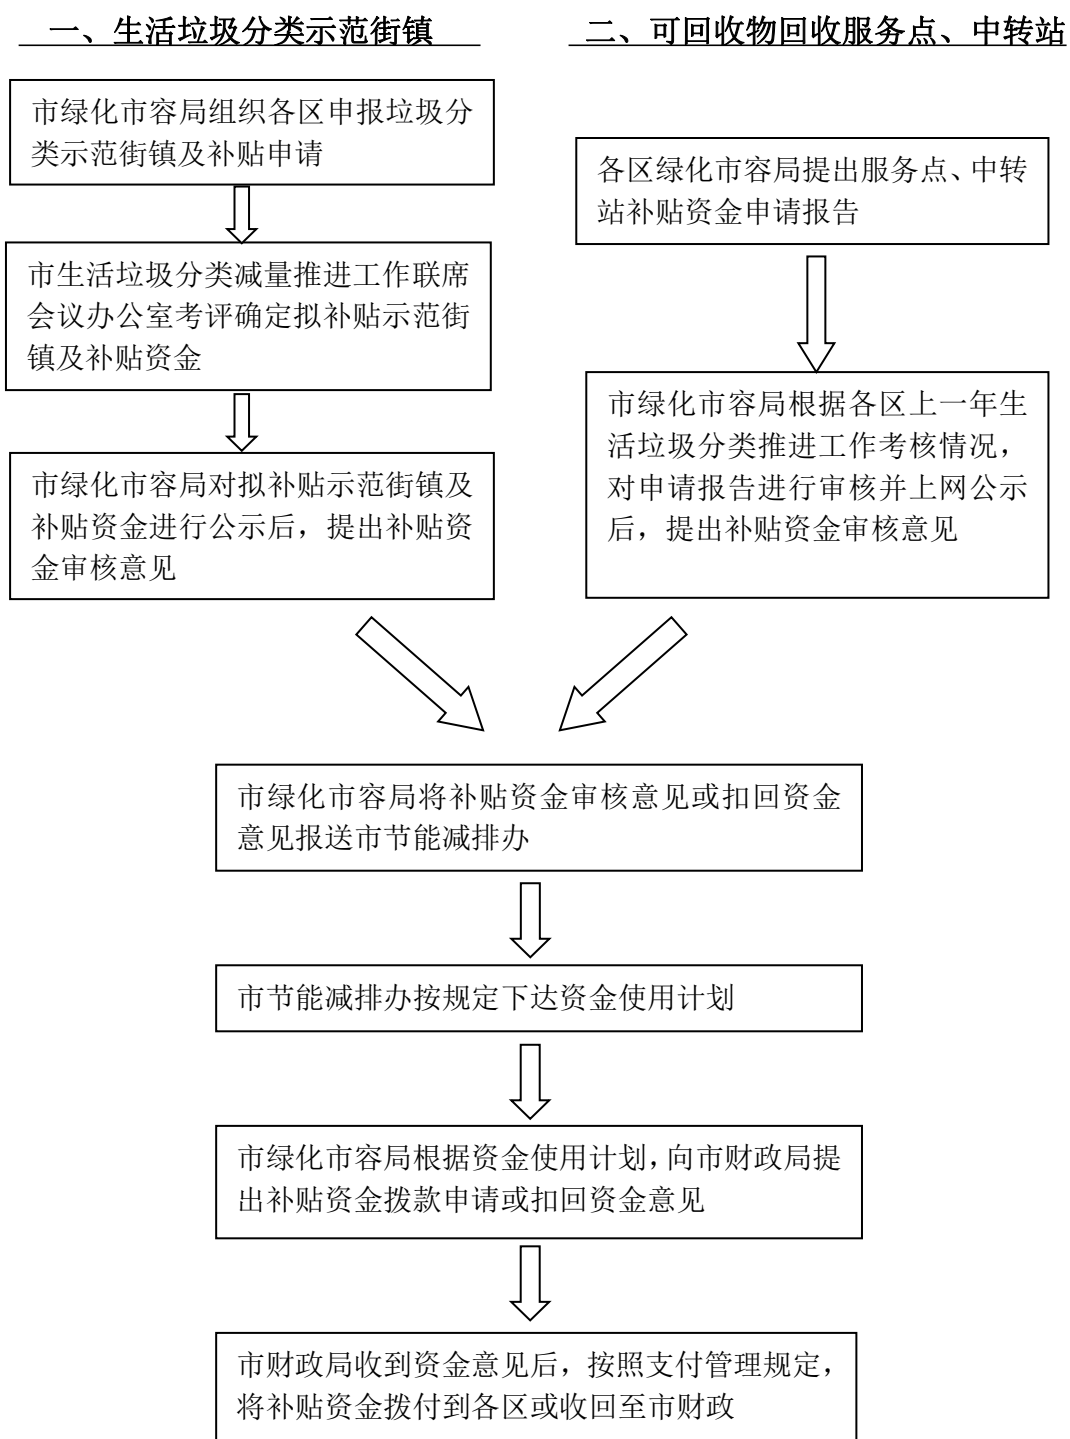 一、生活垃圾分类示范街镇
市绿化市容局组织各区申报垃圾分
类示范街镇及补贴申请
市生活垃圾分类减量推进工作联席
会议办公室考评确定拟补贴示范街
镇及补贴资金
市绿化市容局对拟补贴示范街镇及
补贴资金进行公示后，提出补贴资
金审核意见
二、可回收物回收服务点、中转站
各区绿化市容局提出服务点、中转
站补贴资金申请报告
市绿化市容局根据各区上一年生
活垃圾分类推进工作考核情况，
对申请报告进行审核并上网公示
后，提出补贴资金审核意见
市绿化市容局将补贴资金审核意见或扣回资金
意见报送市节能减排办
市节能减排办按规定下达资金使用计划
市绿化市容局根据资金使用计划，向市财政局提
出补贴资金拨款申请或扣回资金意见
市财政局收到资金意见后，按照支付管理规定，
将补贴资金拨付到各区或收回至市财政